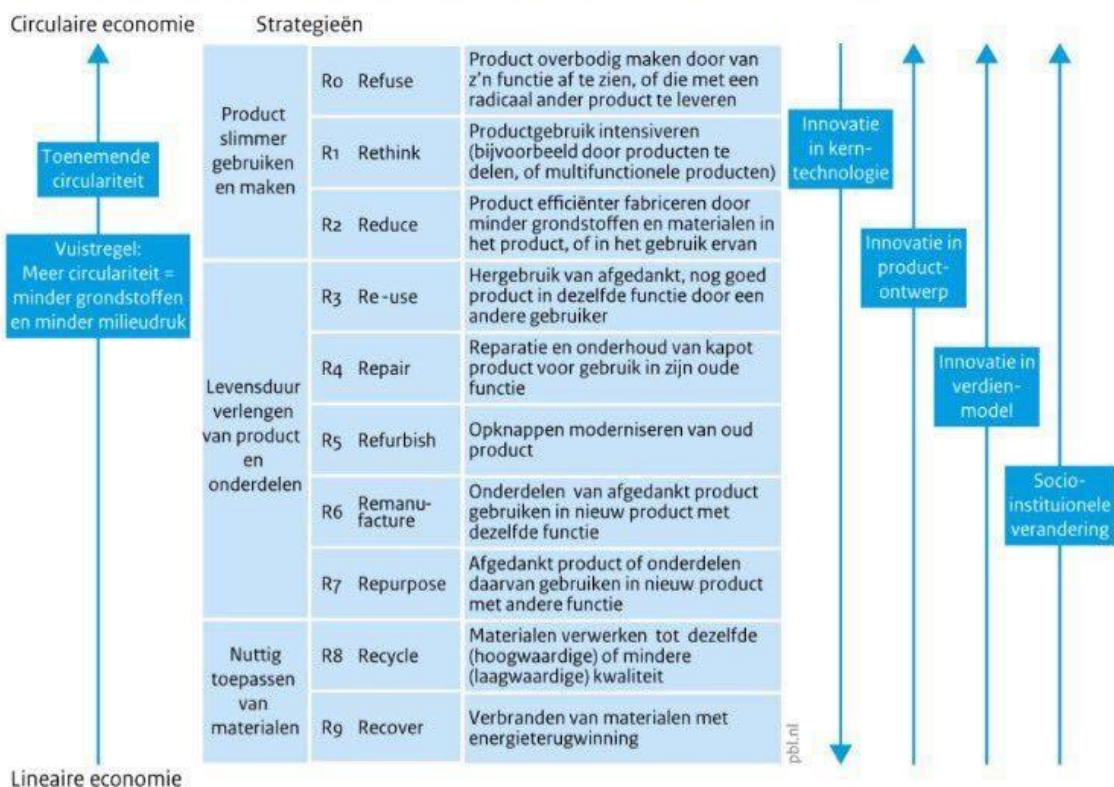 Circulaire economie
Strategieën
Toenemende
circulariteit
Vuistregel:
Meer circulariteit =
minder grondstoffen
en minder milieudruk
Lineaire economie
Product
slimmer
gebruiken
en maken
Ro Refuse
Product overbodig maken door van
z'n functie af te zien, of die met een
radicaal ander product te leveren
R1 Rethink
Productgebruik intensiveren
(bijvoorbeeld door producten te
delen, of multifunctionele producten)
R2 Reduce
Product efficiënter fabriceren door
minder grondstoffen en materialen in
het product, of in het gebruik ervan
Levensduur
verlengen
van product
en
onderdelen
R3 Re-use
Hergebruik van afgedankt, nog goed
product in dezelfde functie door een
andere gebruiker
R4 Repair
Reparatie en onderhoud van kapot
product voor gebruik in zijn oude
functie
R5 Refurbish
Opknappen moderniseren van oud
product
R6 Remanu-
facture
Onderdelen van afgedankt product
gebruiken in nieuw product met
dezelfde functie
R7 Repurpose
Afgedankt product of onderdelen
daarvan gebruiken in nieuw product
met andere functie
Nuttig
toepassen
van
materialen
R8 Recycle
Materialen verwerken tot dezelfde
(hoogwaardige) of mindere
(laagwaardige) kwaliteit
R9 Recover
Verbranden van materialen met
energieterugwinning
pbl.nl
Innovatie
in kern-
technologie
Innovatie in
product-
ontwerp
Innovatie in
verdien-
model
Socio-
instituionele
verandering